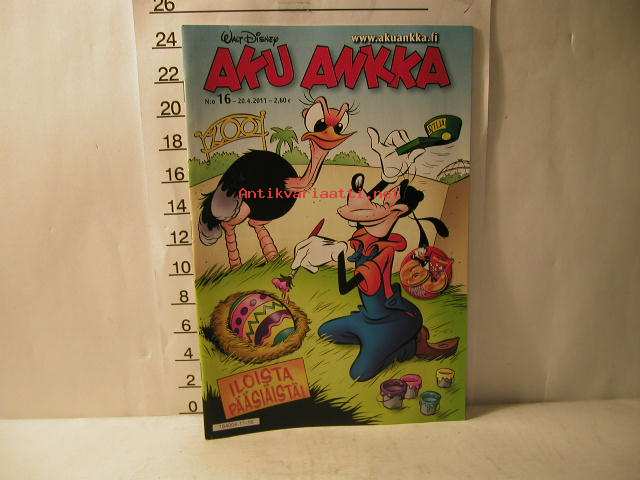 26
24
22
20
18
16
14
12
10
8
6
4
2
0
WALT DISNEY
www.akuankka.fi
AKU ANKKA
N:o 16 – 20.4.2011 – 2,60 €
ZOO
Antikvariaatti.net
ILOISTA
PÄÄSIÄISTÄ!